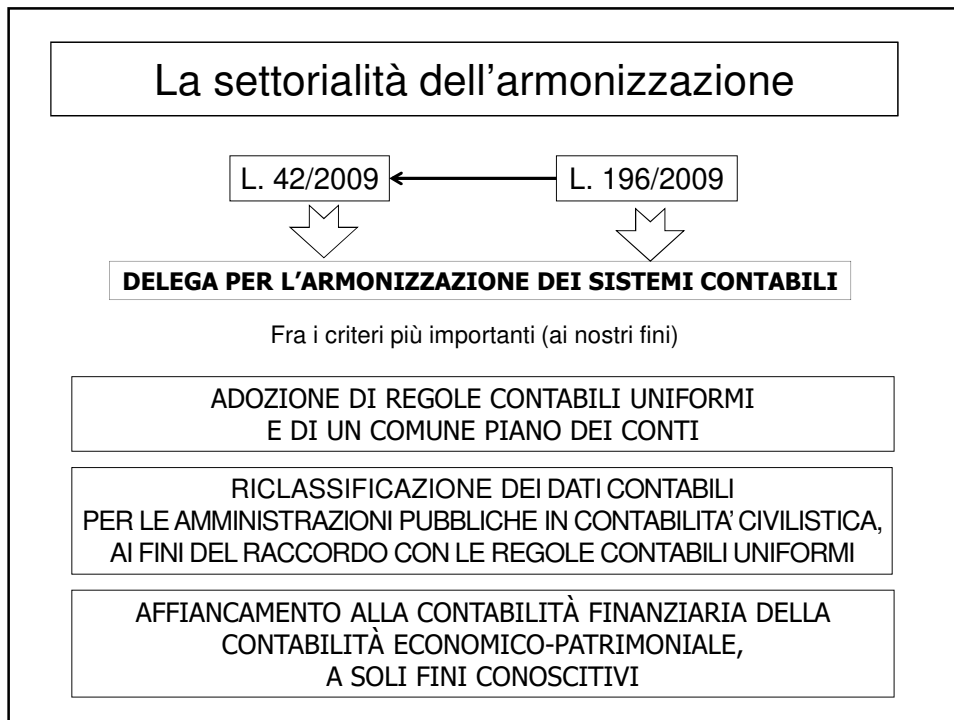 La settorialità dell’armonizzazione
L. 42/2009
L. 196/2009
DELEGA PER L’ARMONIZZAZIONE DEI SISTEMI CONTABILI
Fra i criteri più importanti (ai nostri fini)
ADOZIONE DI REGOLE CONTABILI UNIFORMI
E DI UN COMUNE PIANO DEI CONTI
RICLASSIFICAZIONE DEI DATI CONTABILI
PER LE AMMINISTRAZIONI PUBBLICHE IN CONTABILITA’ CIVILISTICA,
AI FINI DEL RACCORDO CON LE REGOLE CONTABILI UNIFORMI
AFFIANCAMENTO ALLA CONTABILITÀ FINANZIARIA DELLA
CONTABILITÀ ECONOMICO-PATRIMONIALE,
A SOLI FINI CONOSCITIVI